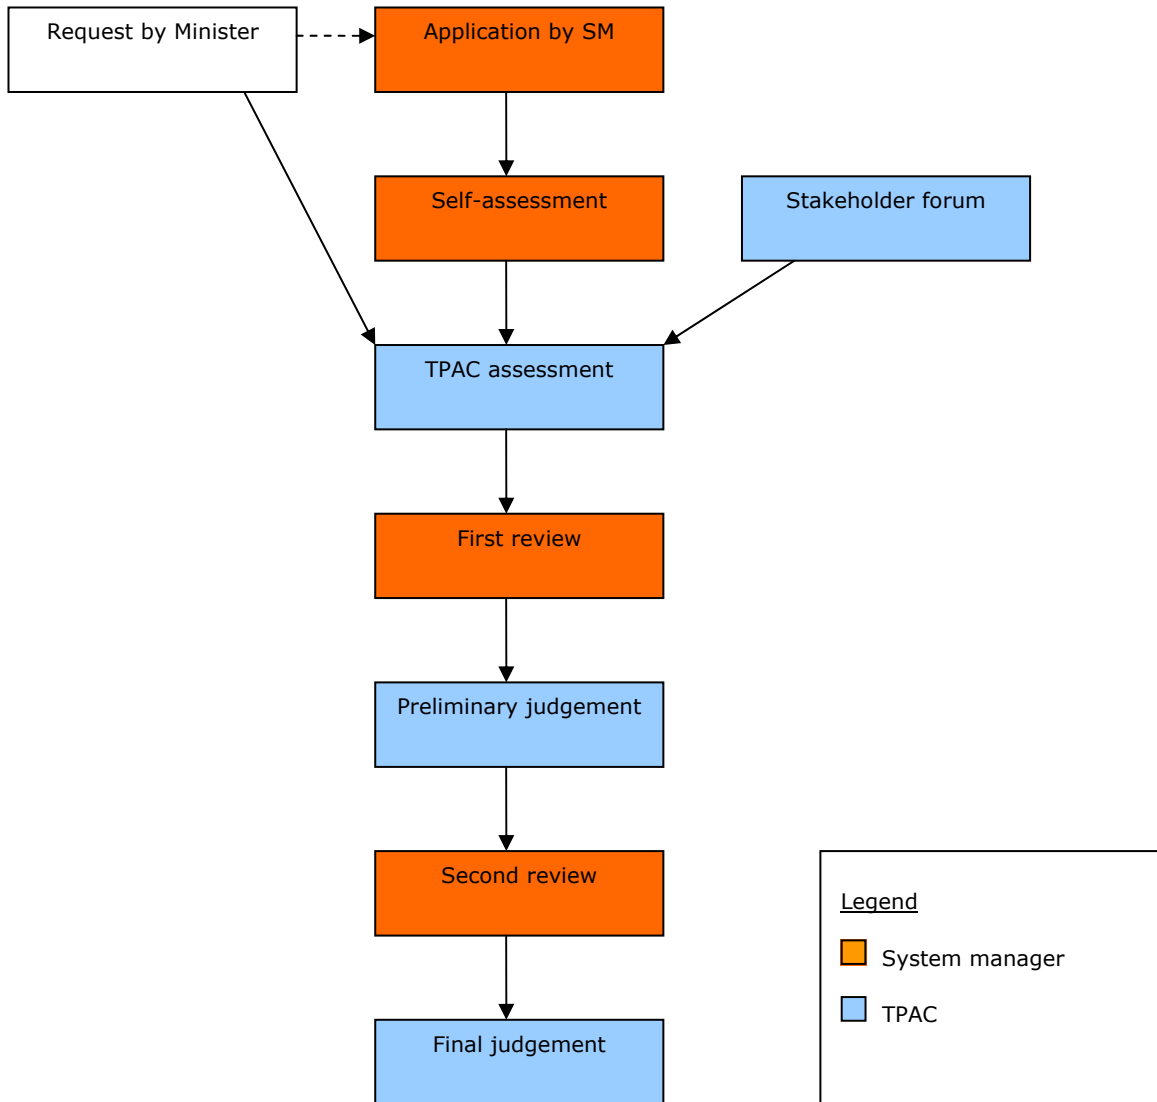 Request by Minister
Application by SM
Self-assessment
Stakeholder forum
TPAC assessment
First review
Preliminary judgement
Second review
Legend
System manager
TPAC
Final judgement